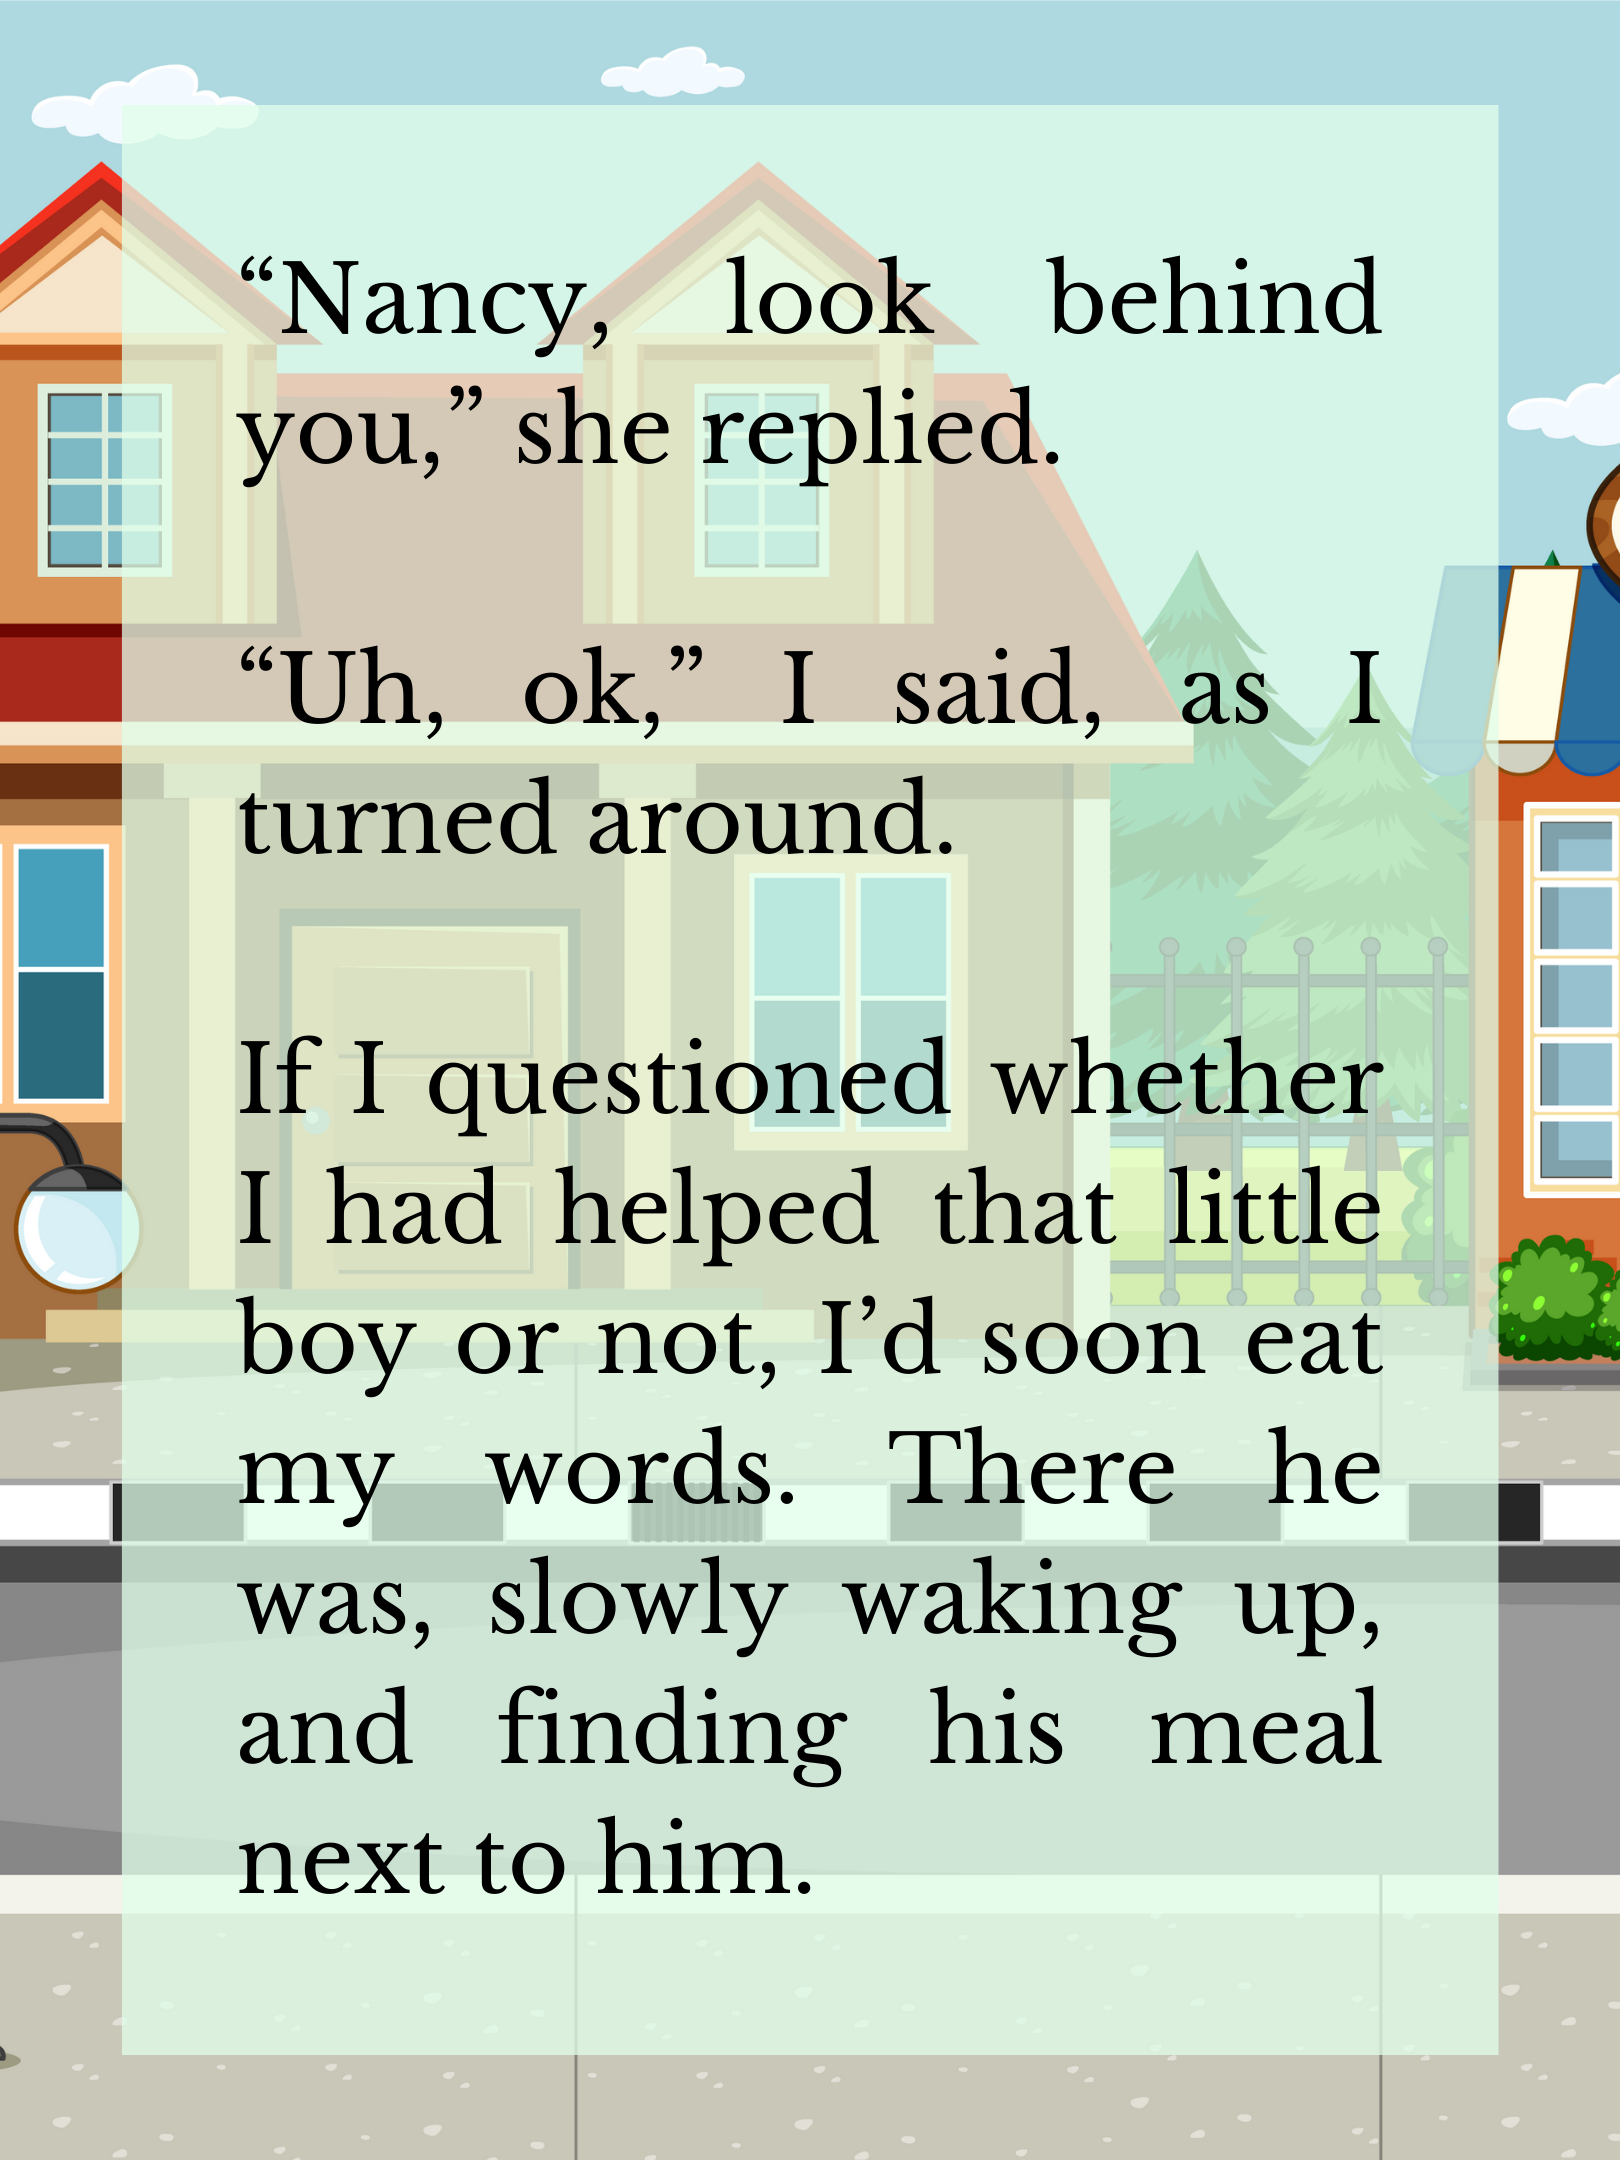 “Nancy, look behind
you,” she replied.
“Uh, ok,” I said, as I
turned around.
If I questioned whether
I had helped that little
boy or not, I’d soon eat
my words. There he
was, slowly waking up,
and finding his meal
next to him.